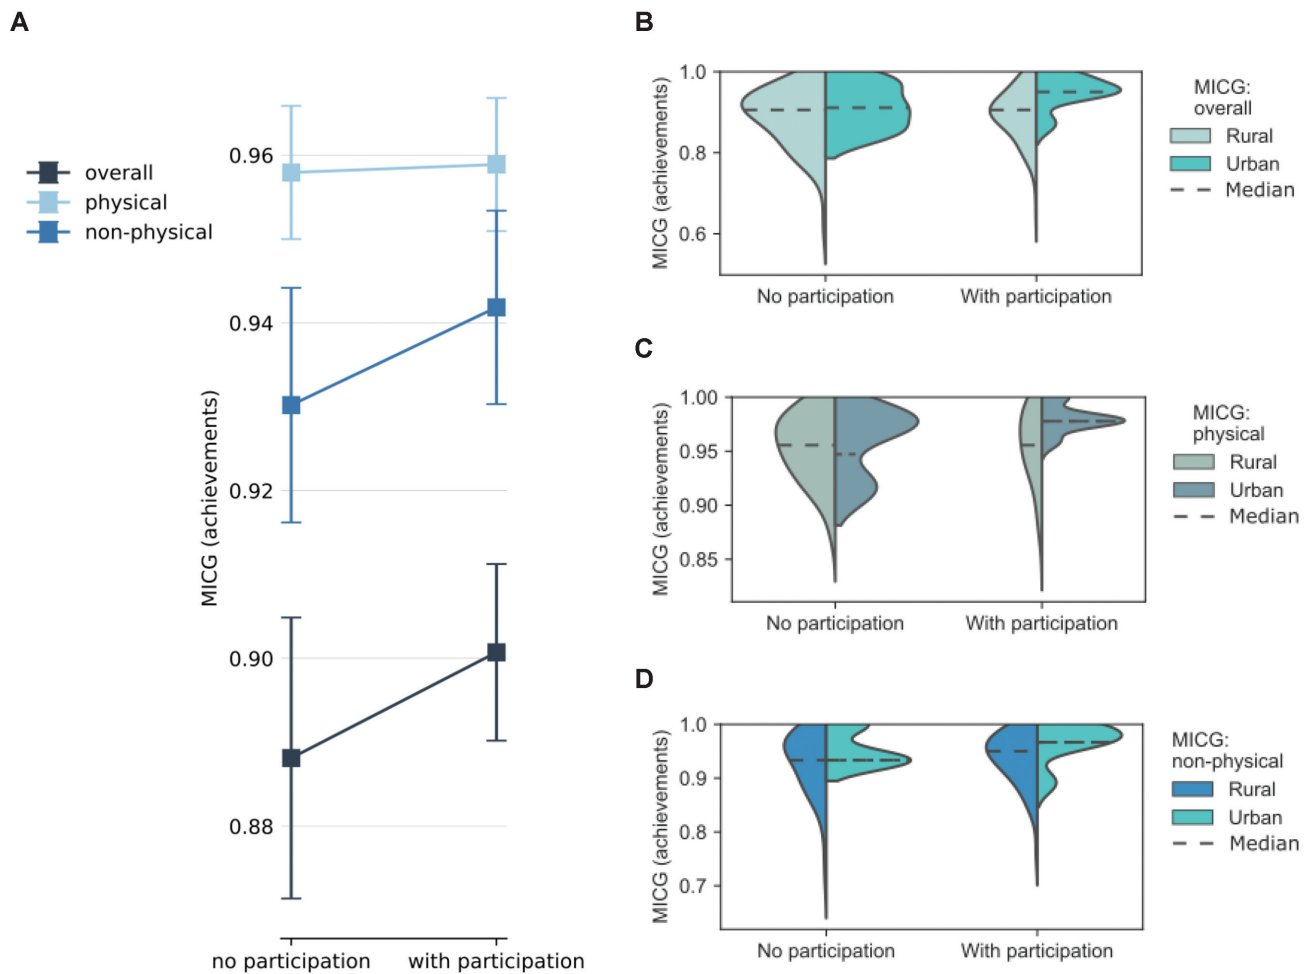 A
overall
physical
non-physical
MICG (achievements)
0.96
0.94
0.92
0.90
0.88
no participation
with participation
B
MICG (achievements)
1.0
0.8
0.6
No participation
With participation
MICG:
overall
Rural
Urban
Median
C
MICG (achievements)
1.00
0.95
0.90
0.85
No participation
With participation
MICG:
physical
Rural
Urban
Median
D
MICG (achievements)
1.0
0.9
0.8
0.7
No participation
With participation
MICG:
non-physical
Rural
Urban
Median